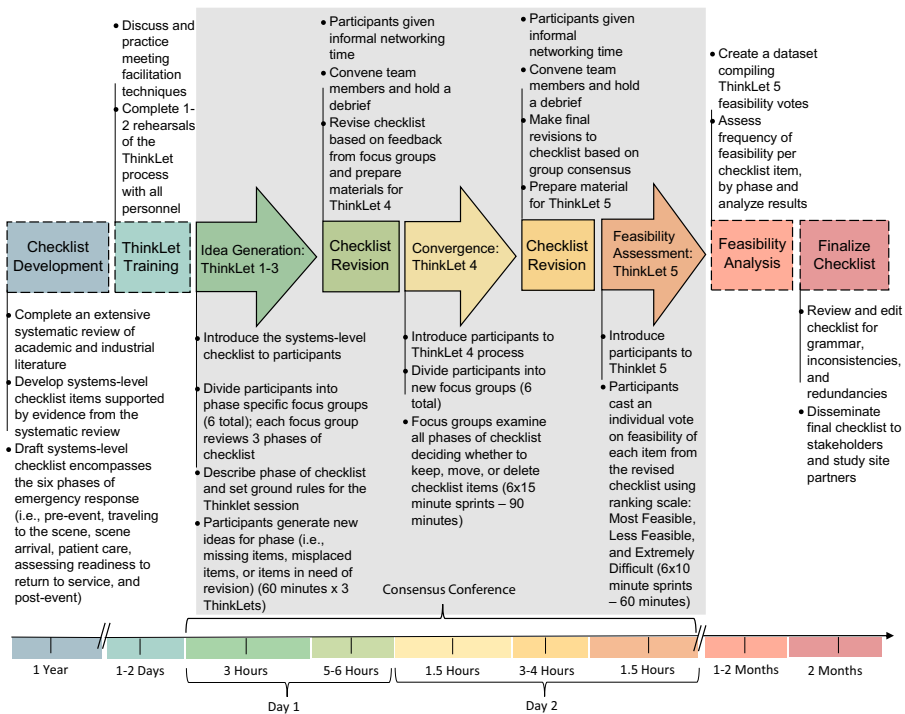 • Discuss and
practice
meeting
facilitation
techniques
• Complete 1-
2 rehearsals
of the
ThinkLet
process
with all
personnel
• Participants given
informal networking
time
• Convene team
members and hold a
debrief
• Revise checklist
based on feedback
from focus groups
and prepare
materials for
ThinkLet 4
• Participants given
informal
networking time
• Convene team
members and hold
a debrief
• Make final
revisions to
checklist based on
group consensus
• Prepare material
for ThinkLet 5
• Create a dataset
compiling
ThinkLet 5
feasibility votes
• Assess
frequency of
feasibility per
checklist item,
by phase and
analyze results
Checklist
Development
ThinkLet
Training
Idea Generation:
ThinkLet 1-3
Checklist
Revision
Convergence:
ThinkLet 4
Checklist
Revision
Feasibility
Assessment:
ThinkLet 5
Feasibility
Analysis
Finalize
Checklist
• Complete an extensive
systematic review of
academic and industrial
literature
• Develop systems-level
checklist items supported
by evidence from the
systematic review
• Draft systems-level
checklist encompasses
the six phases of
emergency response
(i.e., pre-event, traveling
to the scene, scene
arrival, patient care,
assessing readiness to
return to service, and
post-event)
• Introduce the systems-level
checklist to participants
• Divide participants into
phase specific focus groups
(6 total); each focus group
reviews 3 phases of
checklist
• Describe phase of checklist
and set ground rules for the
Thinklet session
• Participants generate new
ideas for phase (i.e.,
missing items, misplaced
items, or items in need of
revision) (60 minutes x 3
ThinkLets)
• Introduce participants to
ThinkLet 4 process
• Divide participants into
new focus groups (6
total)
• Focus groups examine
all phases of checklist
deciding whether to
keep, move, or delete
checklist items (6x15
minute sprints – 90
minutes)
• Introduce
participants to
Thinklet 5
• Participants
cast an
individual vote
on feasibility of
each item from
the revised
checklist using
ranking scale:
Most Feasible,
Less Feasible,
and Extremely
Difficult (6x10
minute sprints
– 60 minutes)
• Review and edit
checklist for
grammar,
inconsistencies,
and
redundancies
• Disseminate
final checklist to
stakeholders
and study site
partners
Consensus Conference
1 Year
1-2 Days
3 Hours
5-6 Hours
1.5 Hours
3-4 Hours
1.5 Hours
1-2 Months
2 Months
Day 1
Day 2